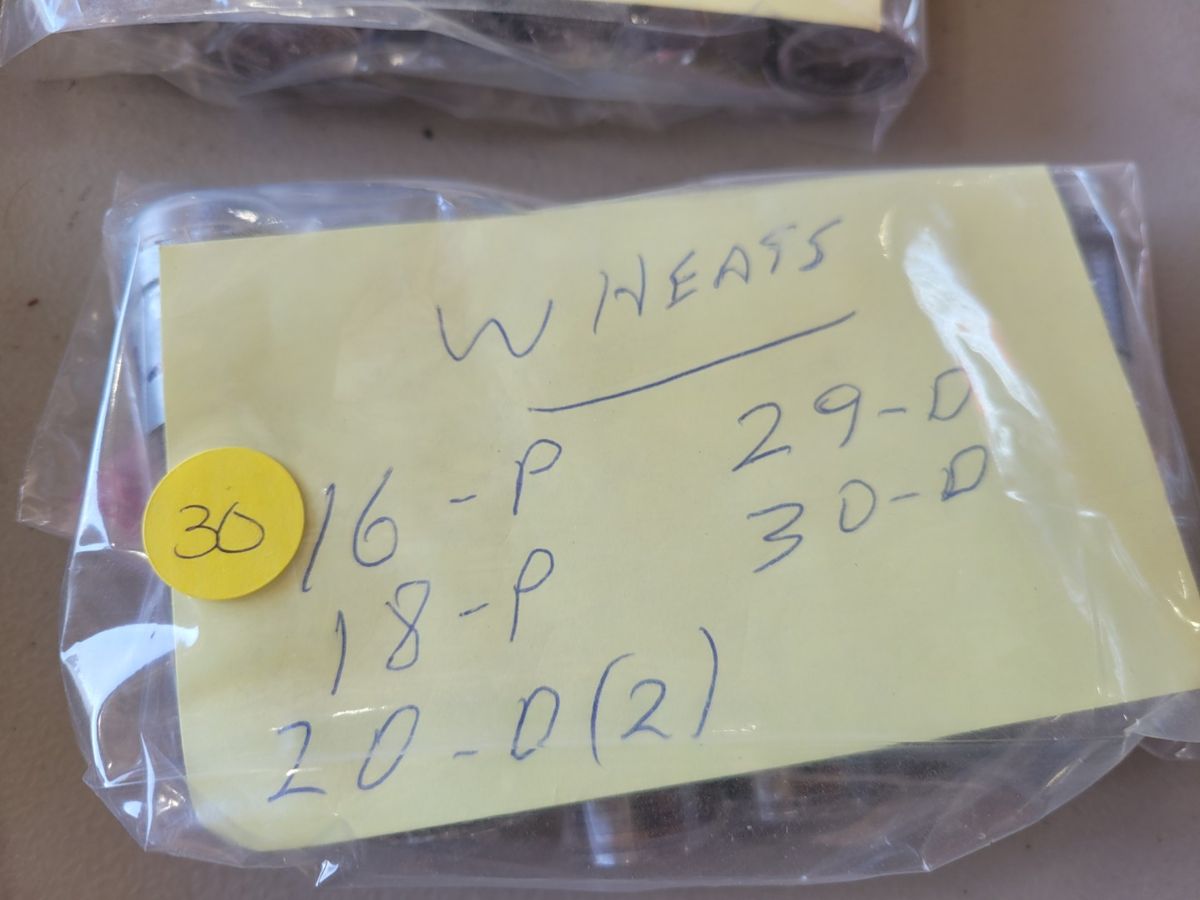 WHEATS
16-P
18-P
20-D(2)
29-D
30-D
30